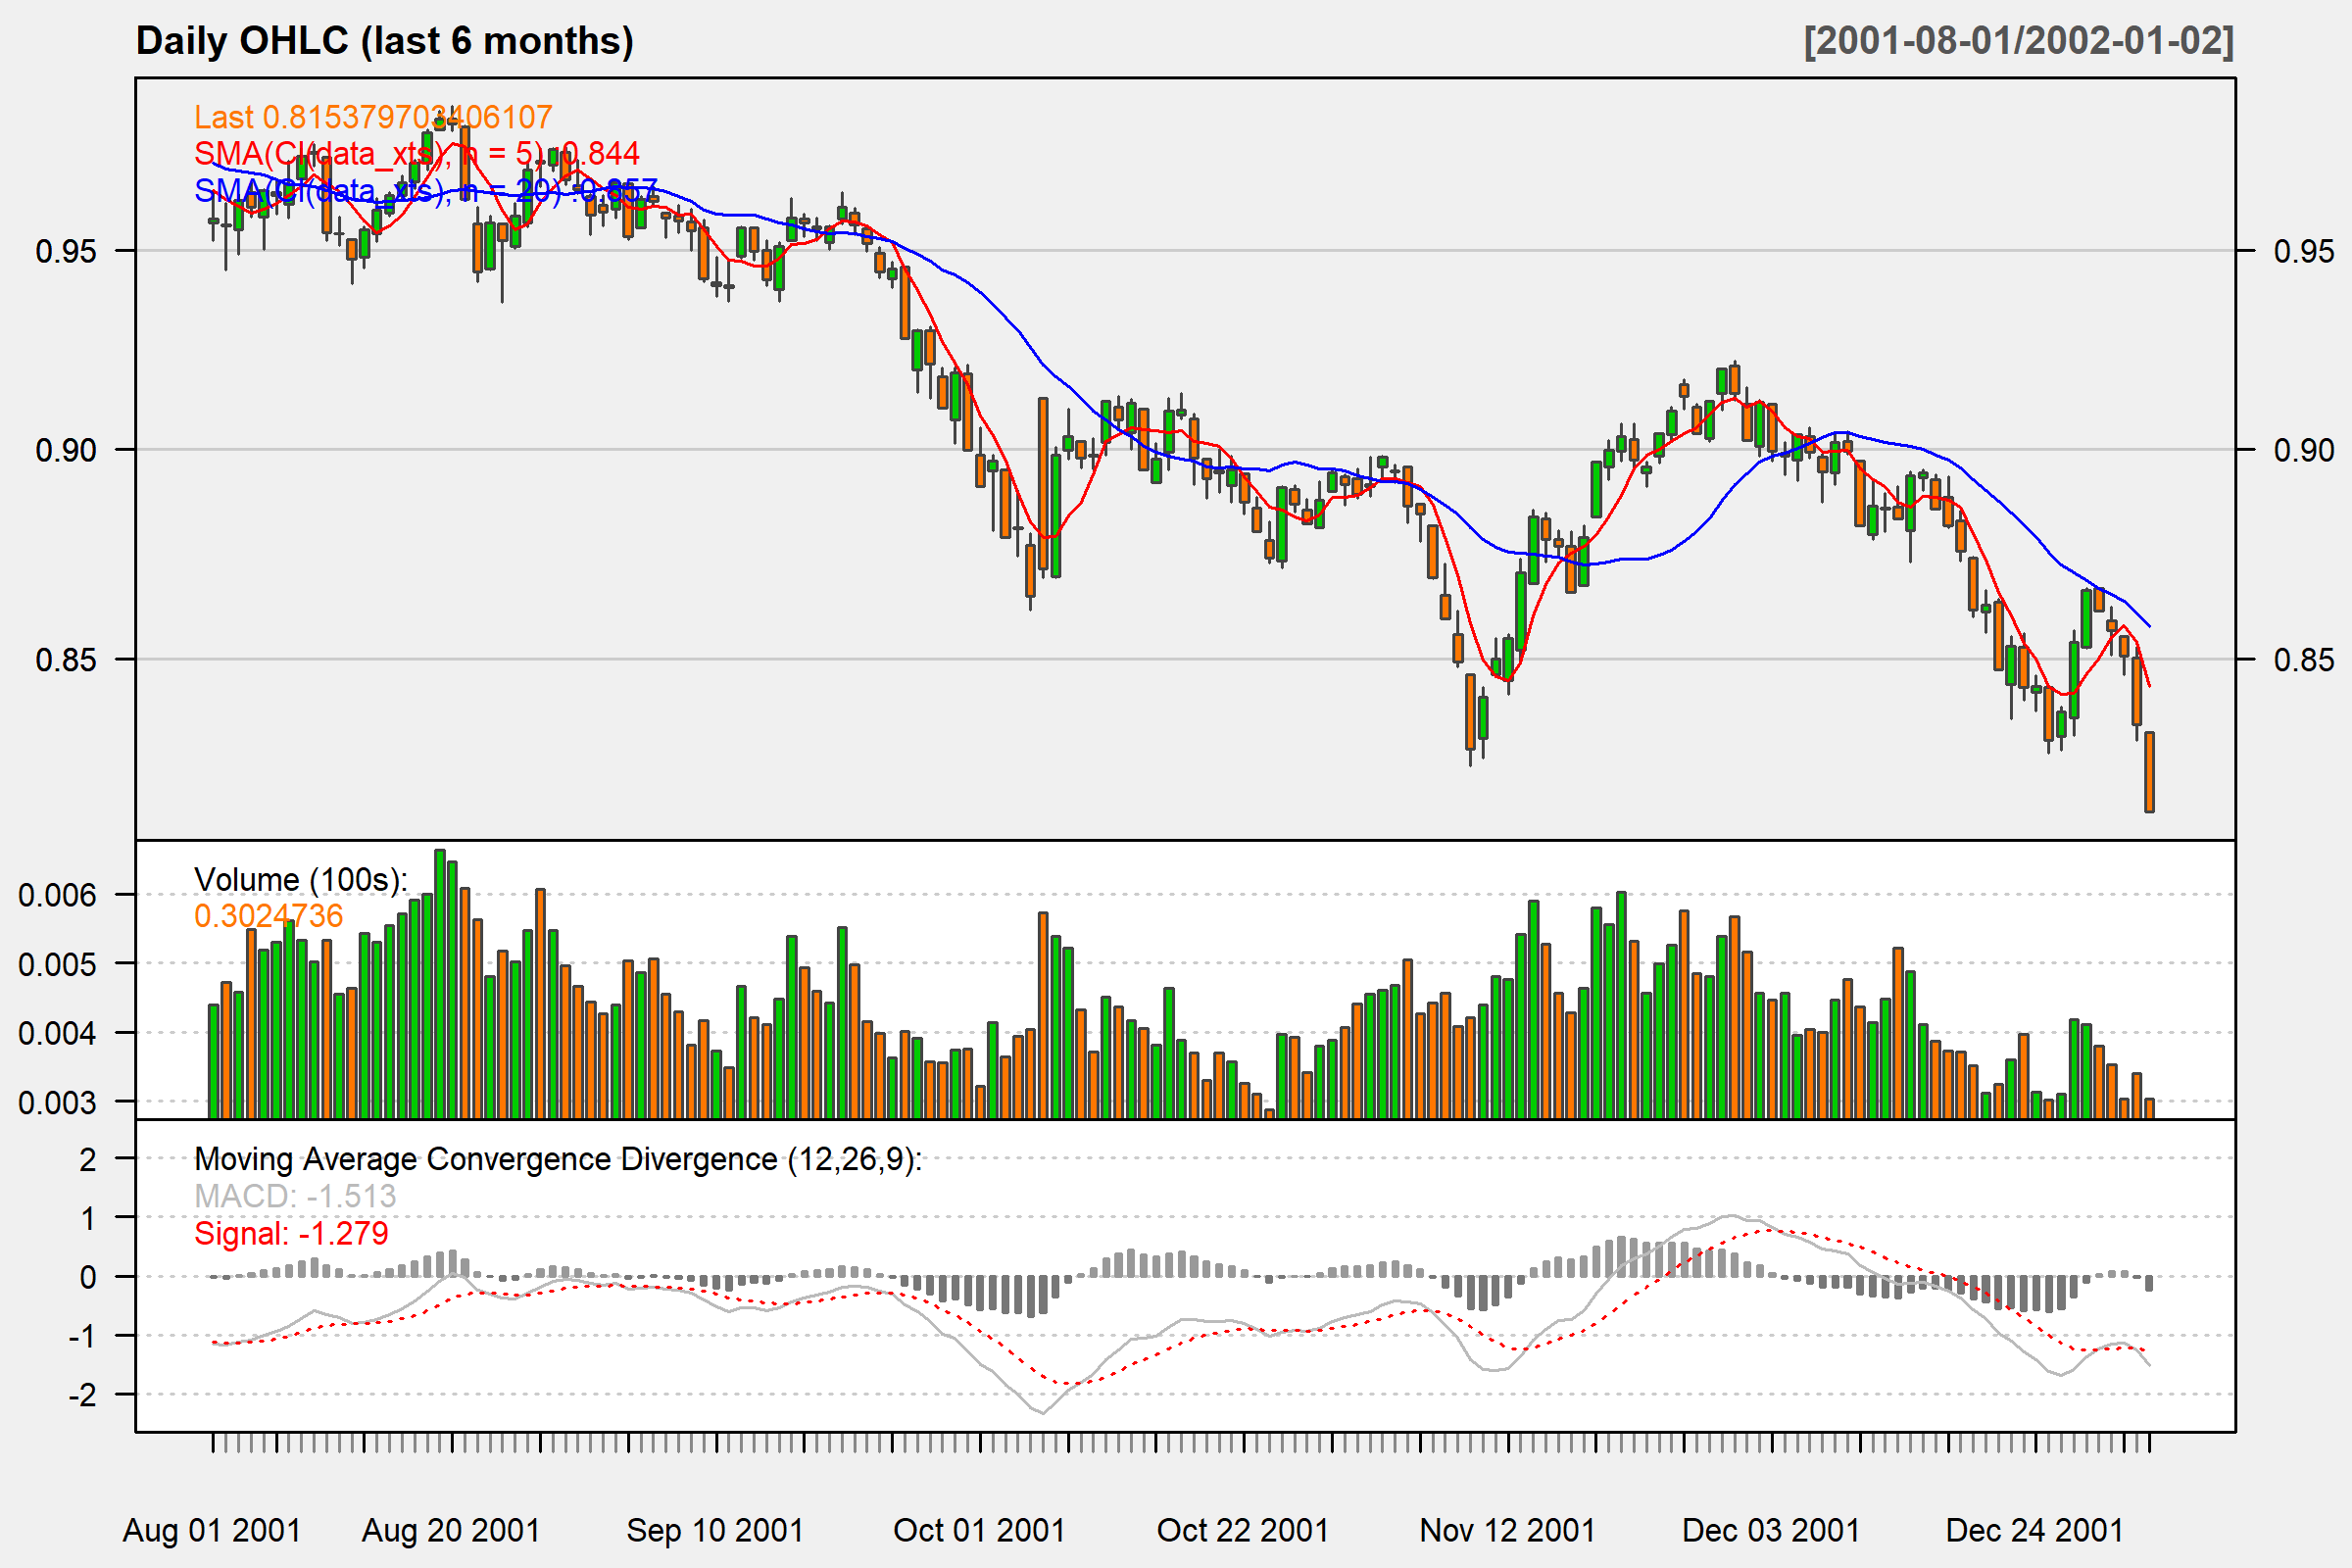 Daily OHLC (last 6 months)
[2001-08-01/2002-01-02]
Last 0.815379703406107
SMA(Cl(data_xts), n = 5) :0.844
SMA(Cl(data_xts), n = 20) :0.857
0.95
0.95
0.90
0.90
0.85
0.85
Volume (100s):
0.3024736
0.006
0.005
0.004
0.003
Moving Average Convergence Divergence (12,26,9):
MACD: -1.513
Signal: -1.279
2
1
0
-1
-2
Aug 01 2001
Aug 20 2001
Sep 10 2001
Oct 01 2001
Oct 22 2001
Nov 12 2001
Dec 03 2001
Dec 24 2001